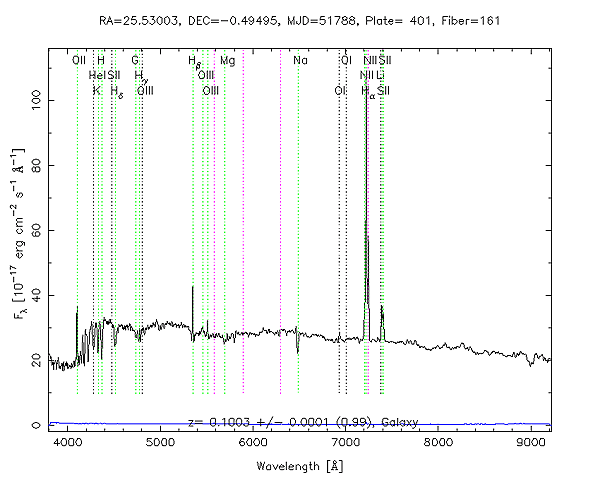 RA=25.53003, DEC=−0.49495, MJD=51788, Plate= 401, Fiber=161
OII H G Hβ Mg Na OI NII SII
HeI SII Hγ OIII NII Li
K Hδ OIII OIII OI Hα SII
Fλ [10⁻¹⁷ erg cm⁻² s⁻¹ Å⁻¹]
100
80
60
40
20
0
z= 0.1003 +/− 0.0001 (0.99), Galaxy
4000 5000 6000 7000 8000 9000
Wavelength [Å]